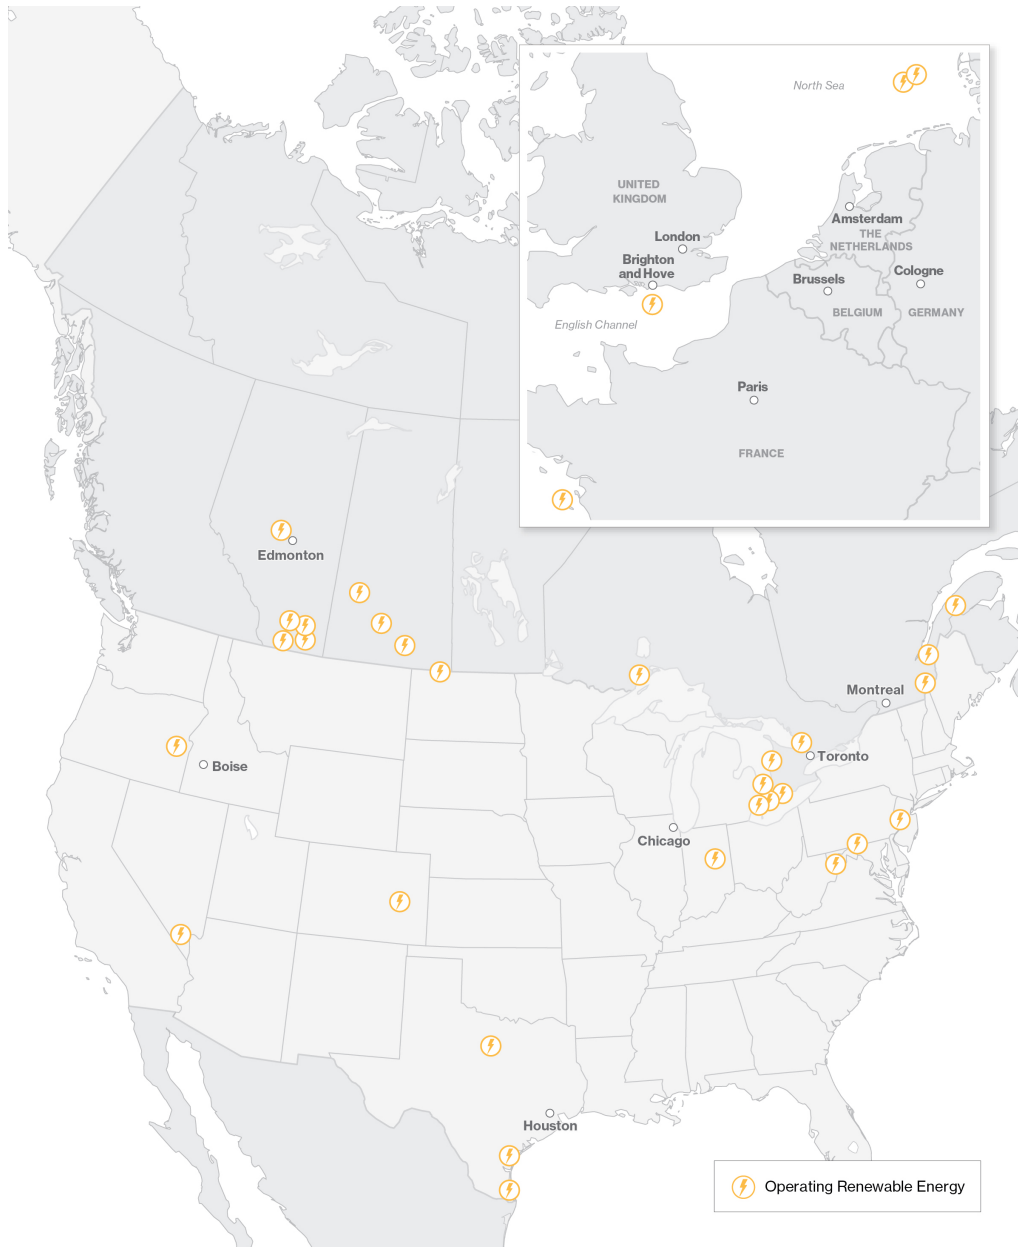 North Sea
UNITED
KINGDOM
London
Amsterdam
THE
NETHERLANDS
Brighton
and Hove
Brussels
Cologne
English Channel
BELGIUM
GERMANY
Paris
FRANCE
Edmonton
Montreal
Toronto
Boise
Chicago
Houston
Operating Renewable Energy